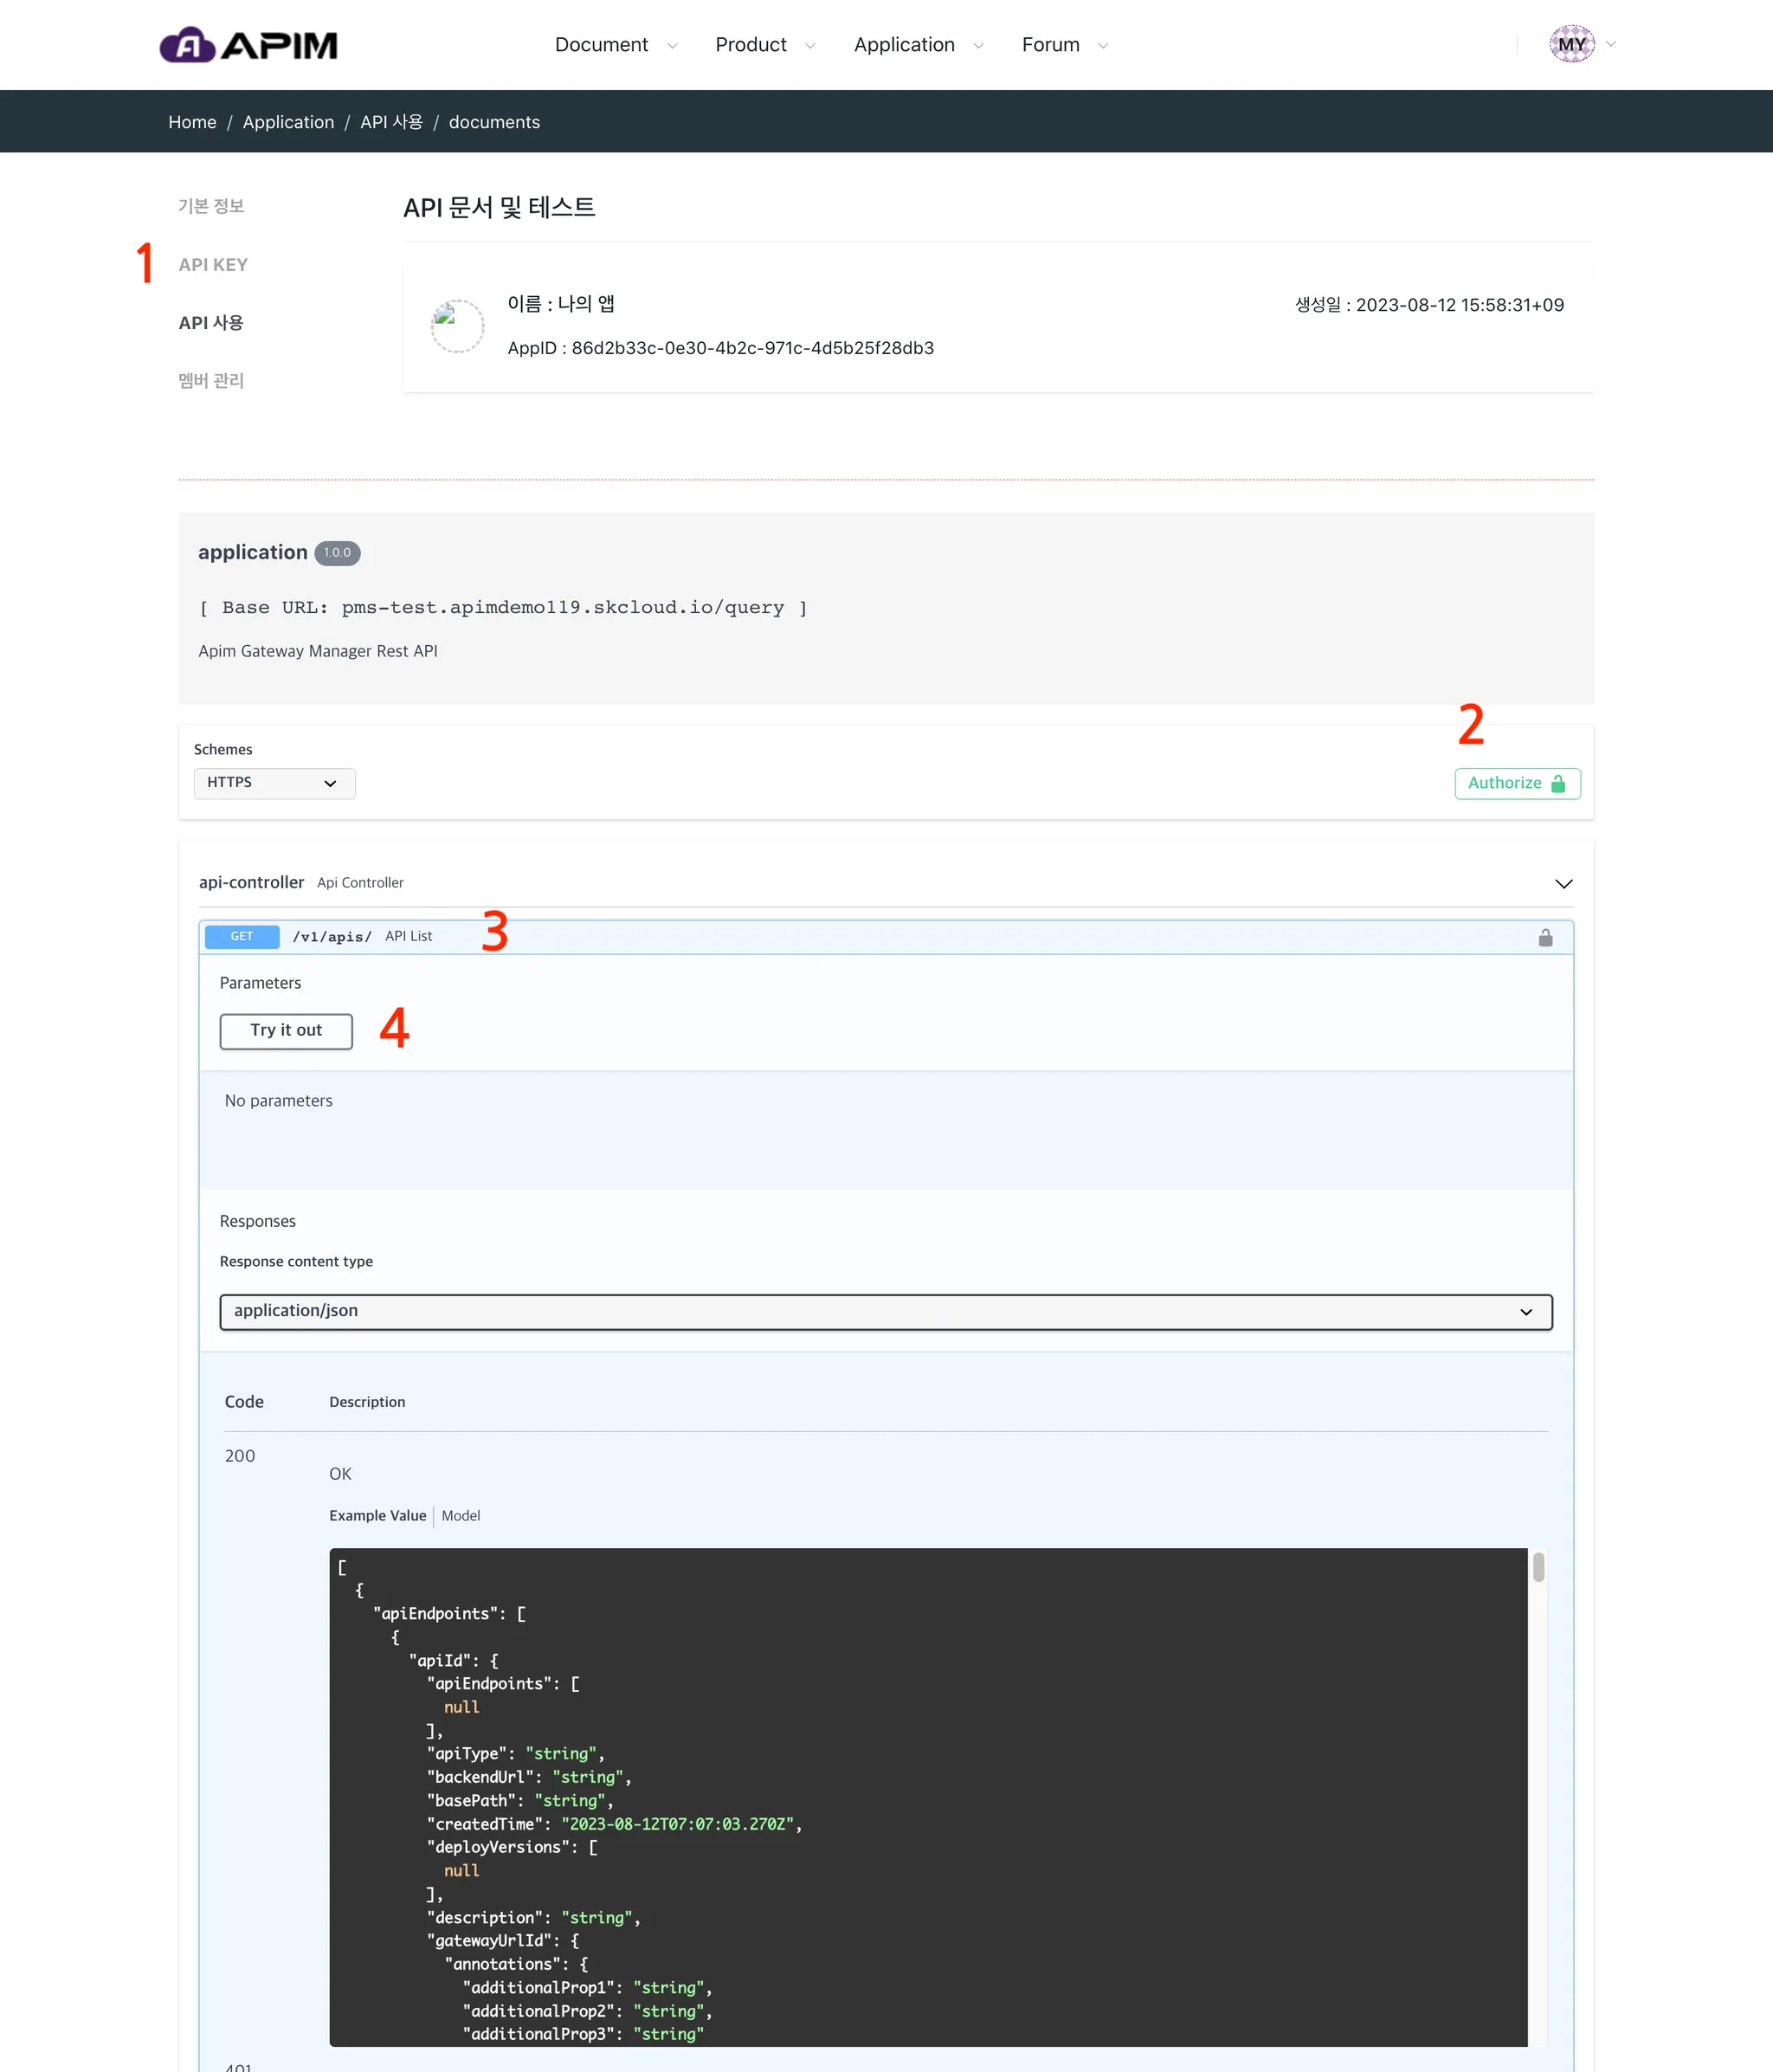 APIM
Document Product Application Forum MY
Home / Application / API 사용 / documents
기본 정보
API 문서 및 테스트
1 API KEY
이름 : 나의 앱
생성일 : 2023-08-12 15:58:31+09
API 사용
AppID : 86d2b33c-0e30-4b2c-971c-4d5b25f28db3
멤버 관리
application 1.0.0
[ Base URL: pms-test.apimdemo119.skcloud.io/query ]
Apim Gateway Manager Rest API
2
Schemes
HTTPS
Authorize
api-controller Api Controller
GET /v1/apis/ API List 3
Parameters
Try it out 4
No parameters
Responses
Response content type
application/json
Code Description
200
OK
Example Value Model
[
{
"apiEndpoints": [
{
"apiId": {
"apiEndpoints": [
null
],
"apiType": "string",
"backendUrl": "string",
"basePath": "string",
"createdTime": "2023-08-12T07:07:03.270Z",
"deployVersions": [
null
],
"description": "string",
"gatewayUrlId": {
"annotations": {
"additionalProp1": "string",
"additionalProp2": "string",
"additionalProp3": "string"
401